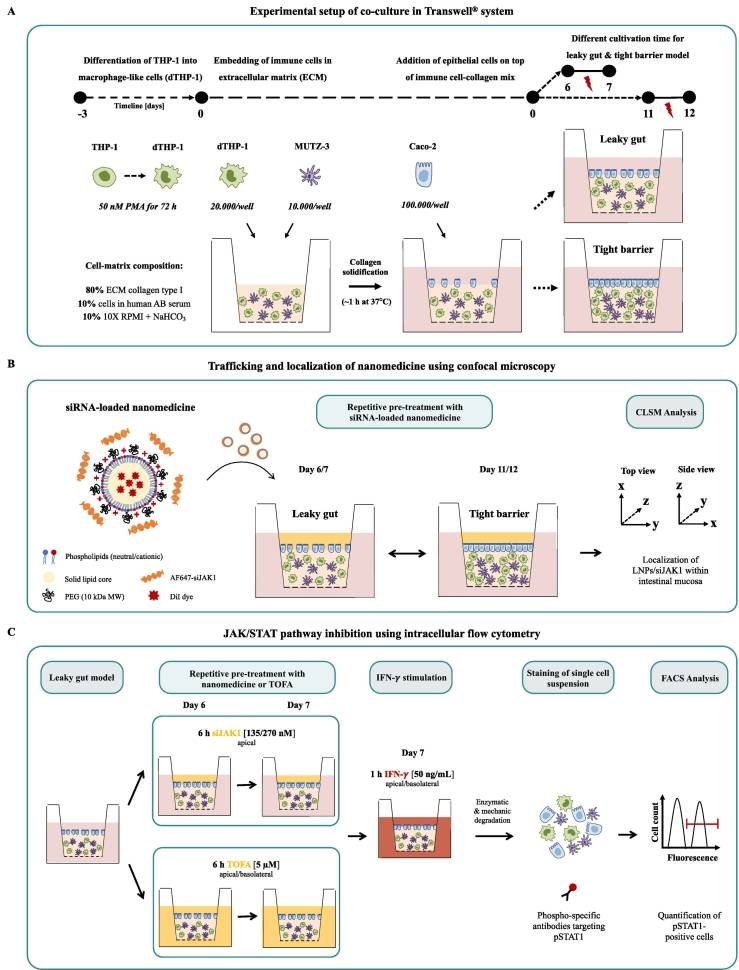 A
Experimental setup of co-culture in Transwell® system
Differentiation of THP-1 into
macrophage-like cells (dTHP-1)
Embedding of immune cells in
extracellular matrix (ECM)
Addition of epithelial cells on top
of immune cell-collagen mix
Different cultivation time for
leaky gut & tight barrier model
6 7
Timeline [days]
-3 0 0 11 12
THP-1 dTHP-1 dTHP-1 MUTZ-3 Caco-2
Leaky gut
50 nM PMA for 72 h 20.000/well 10.000/well 100.000/well
Tight barrier
Cell-matrix composition:
80% ECM collagen type I
10% cells in human AB serum
10% 10X RPMI + NaHCO3
Collagen
solidification
(~1 h at 37°C)
B
Trafficking and localization of nanomedicine using confocal microscopy
siRNA-loaded nanomedicine
Repetitive pre-treatment with
siRNA-loaded nanomedicine
CLSM Analysis
Day 6/7 Day 11/12
Leaky gut Tight barrier
Top view Side view
x z y
z y x
Phospholipids (neutral/cationic)
Solid lipid core AF647-siJAK1
PEG (10 kDa MW) DiI dye
Localization of
LNPs/siJAK1 within
intestinal mucosa
C
JAK/STAT pathway inhibition using intracellular flow cytometry
Leaky gut model
Repetitive pre-treatment with
nanomedicine or TOFA
IFN-γ stimulation
Staining of single cell
suspension
FACS Analysis
Day 6 Day 7
6 h siJAK1 [135/270 nM]
apical
Day 7
1 h IFN-γ [50 ng/mL]
apical/basolateral
Enzymatic
& mechanic
degradation
Cell count
Fluorescence
6 h TOFA [5 µM]
apical/basolateral
Phospho-specific
antibodies targeting
pSTAT1
Quantification of
pSTAT1-
positive cells